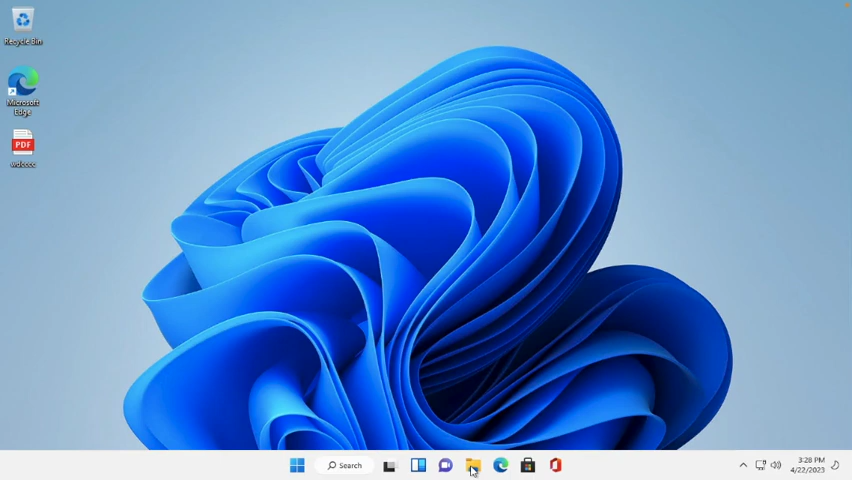 Recycle Bin
Microsoft
Edge
PDF
Search
3:28 PM
4/22/2023